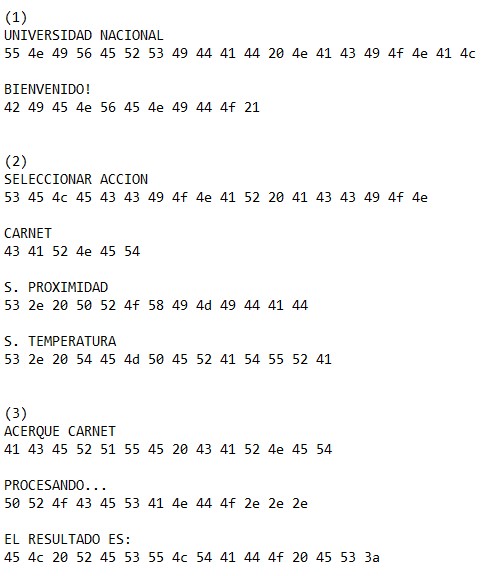 (1)
UNIVERSIDAD NACIONAL
55 4e 49 56 45 52 53 49 44 41 44 20 4e 41 43 49 4f 4e 41 4c
BIENVENIDO!
42 49 45 4e 56 45 4e 49 44 4f 21
(2)
SELECCIONAR ACCION
53 45 4c 45 43 43 49 4f 4e 41 52 20 41 43 43 49 4f 4e
CARNET
43 41 52 4e 45 54
S. PROXIMIDAD
53 2e 20 50 52 4f 58 49 4d 49 44 41 44
S. TEMPERATURA
53 2e 20 54 45 4d 50 45 52 41 54 55 52 41
(3)
ACERQUE CARNET
41 43 45 52 51 55 45 20 43 41 52 4e 45 54
PROCESANDO...
50 52 4f 43 45 53 41 4e 44 4f 2e 2e 2e
EL RESULTADO ES:
45 4c 20 52 45 53 55 4c 54 41 44 4f 20 45 53 3a